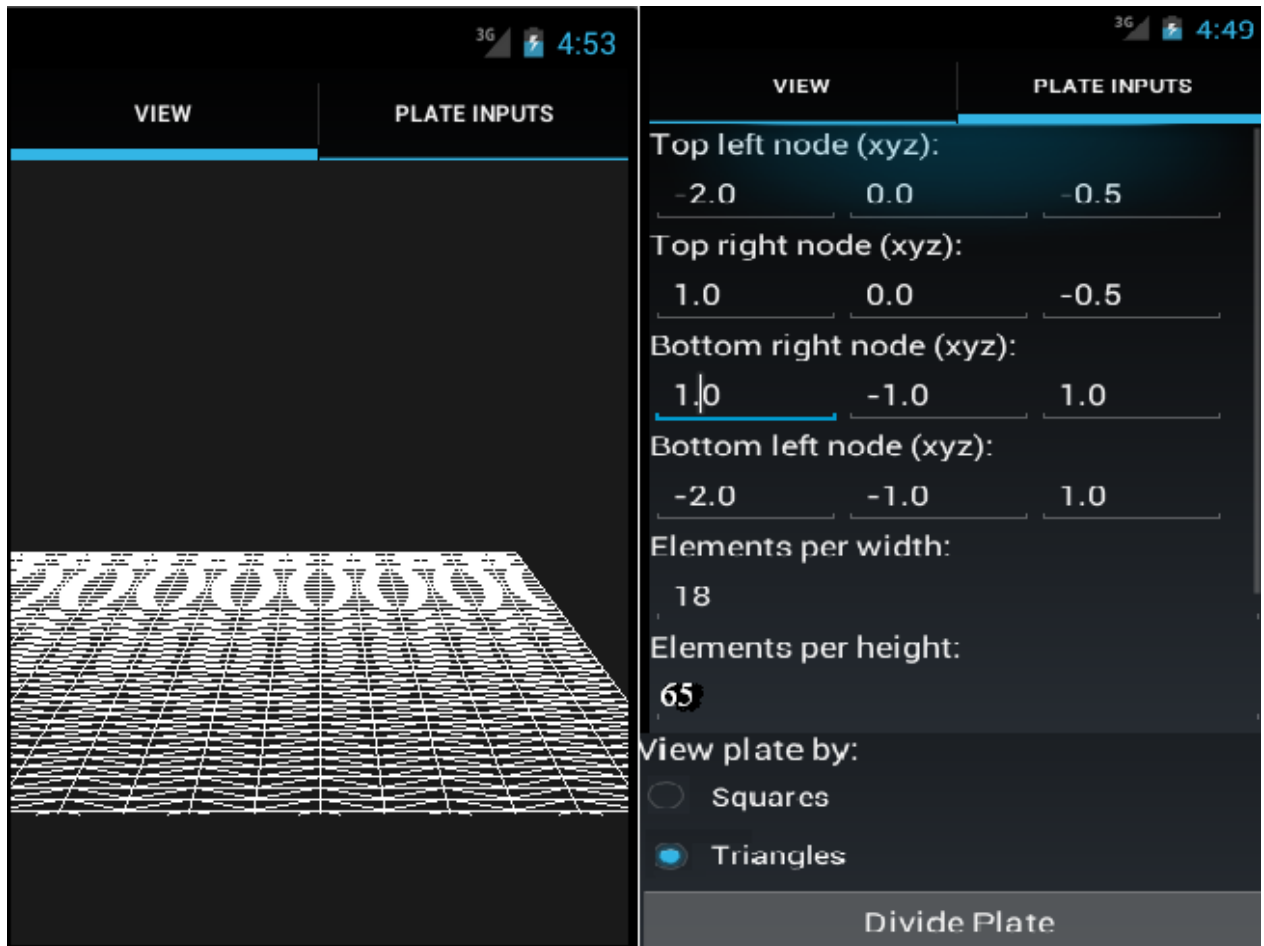 3G 4:53
VIEW PLATE INPUTS
3G 4:49
VIEW PLATE INPUTS
Top left node (xyz):
-2.0 0.0 -0.5
Top right node (xyz):
1.0 0.0 -0.5
Bottom right node (xyz):
1.0 -1.0 1.0
Bottom left node (xyz):
-2.0 -1.0 1.0
Elements per width:
18
Elements per height:
65
View plate by:
Squares
Triangles
Divide Plate